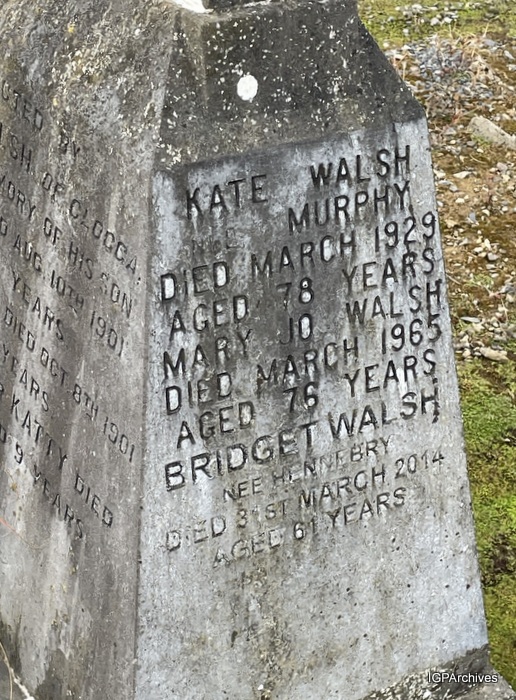 CTED BY
SH OF CLOCGA.
ORY OF HIS SON
D AUG 10TH 1901
YEARS
DIED OCT 8TH 1901
YEARS
KATTY DIED
9 YEARS
KATE WALSH
NEE MURPHY
DIED MARCH 1929
AGED 78 YEARS
MARY JO WALSH
DIED MARCH 1965
AGED 76 YEARS
BRIDGET WALSH
NEE HENNEBRY
DIED 31ST MARCH 2014
AGED 61 YEARS
IGPArchives